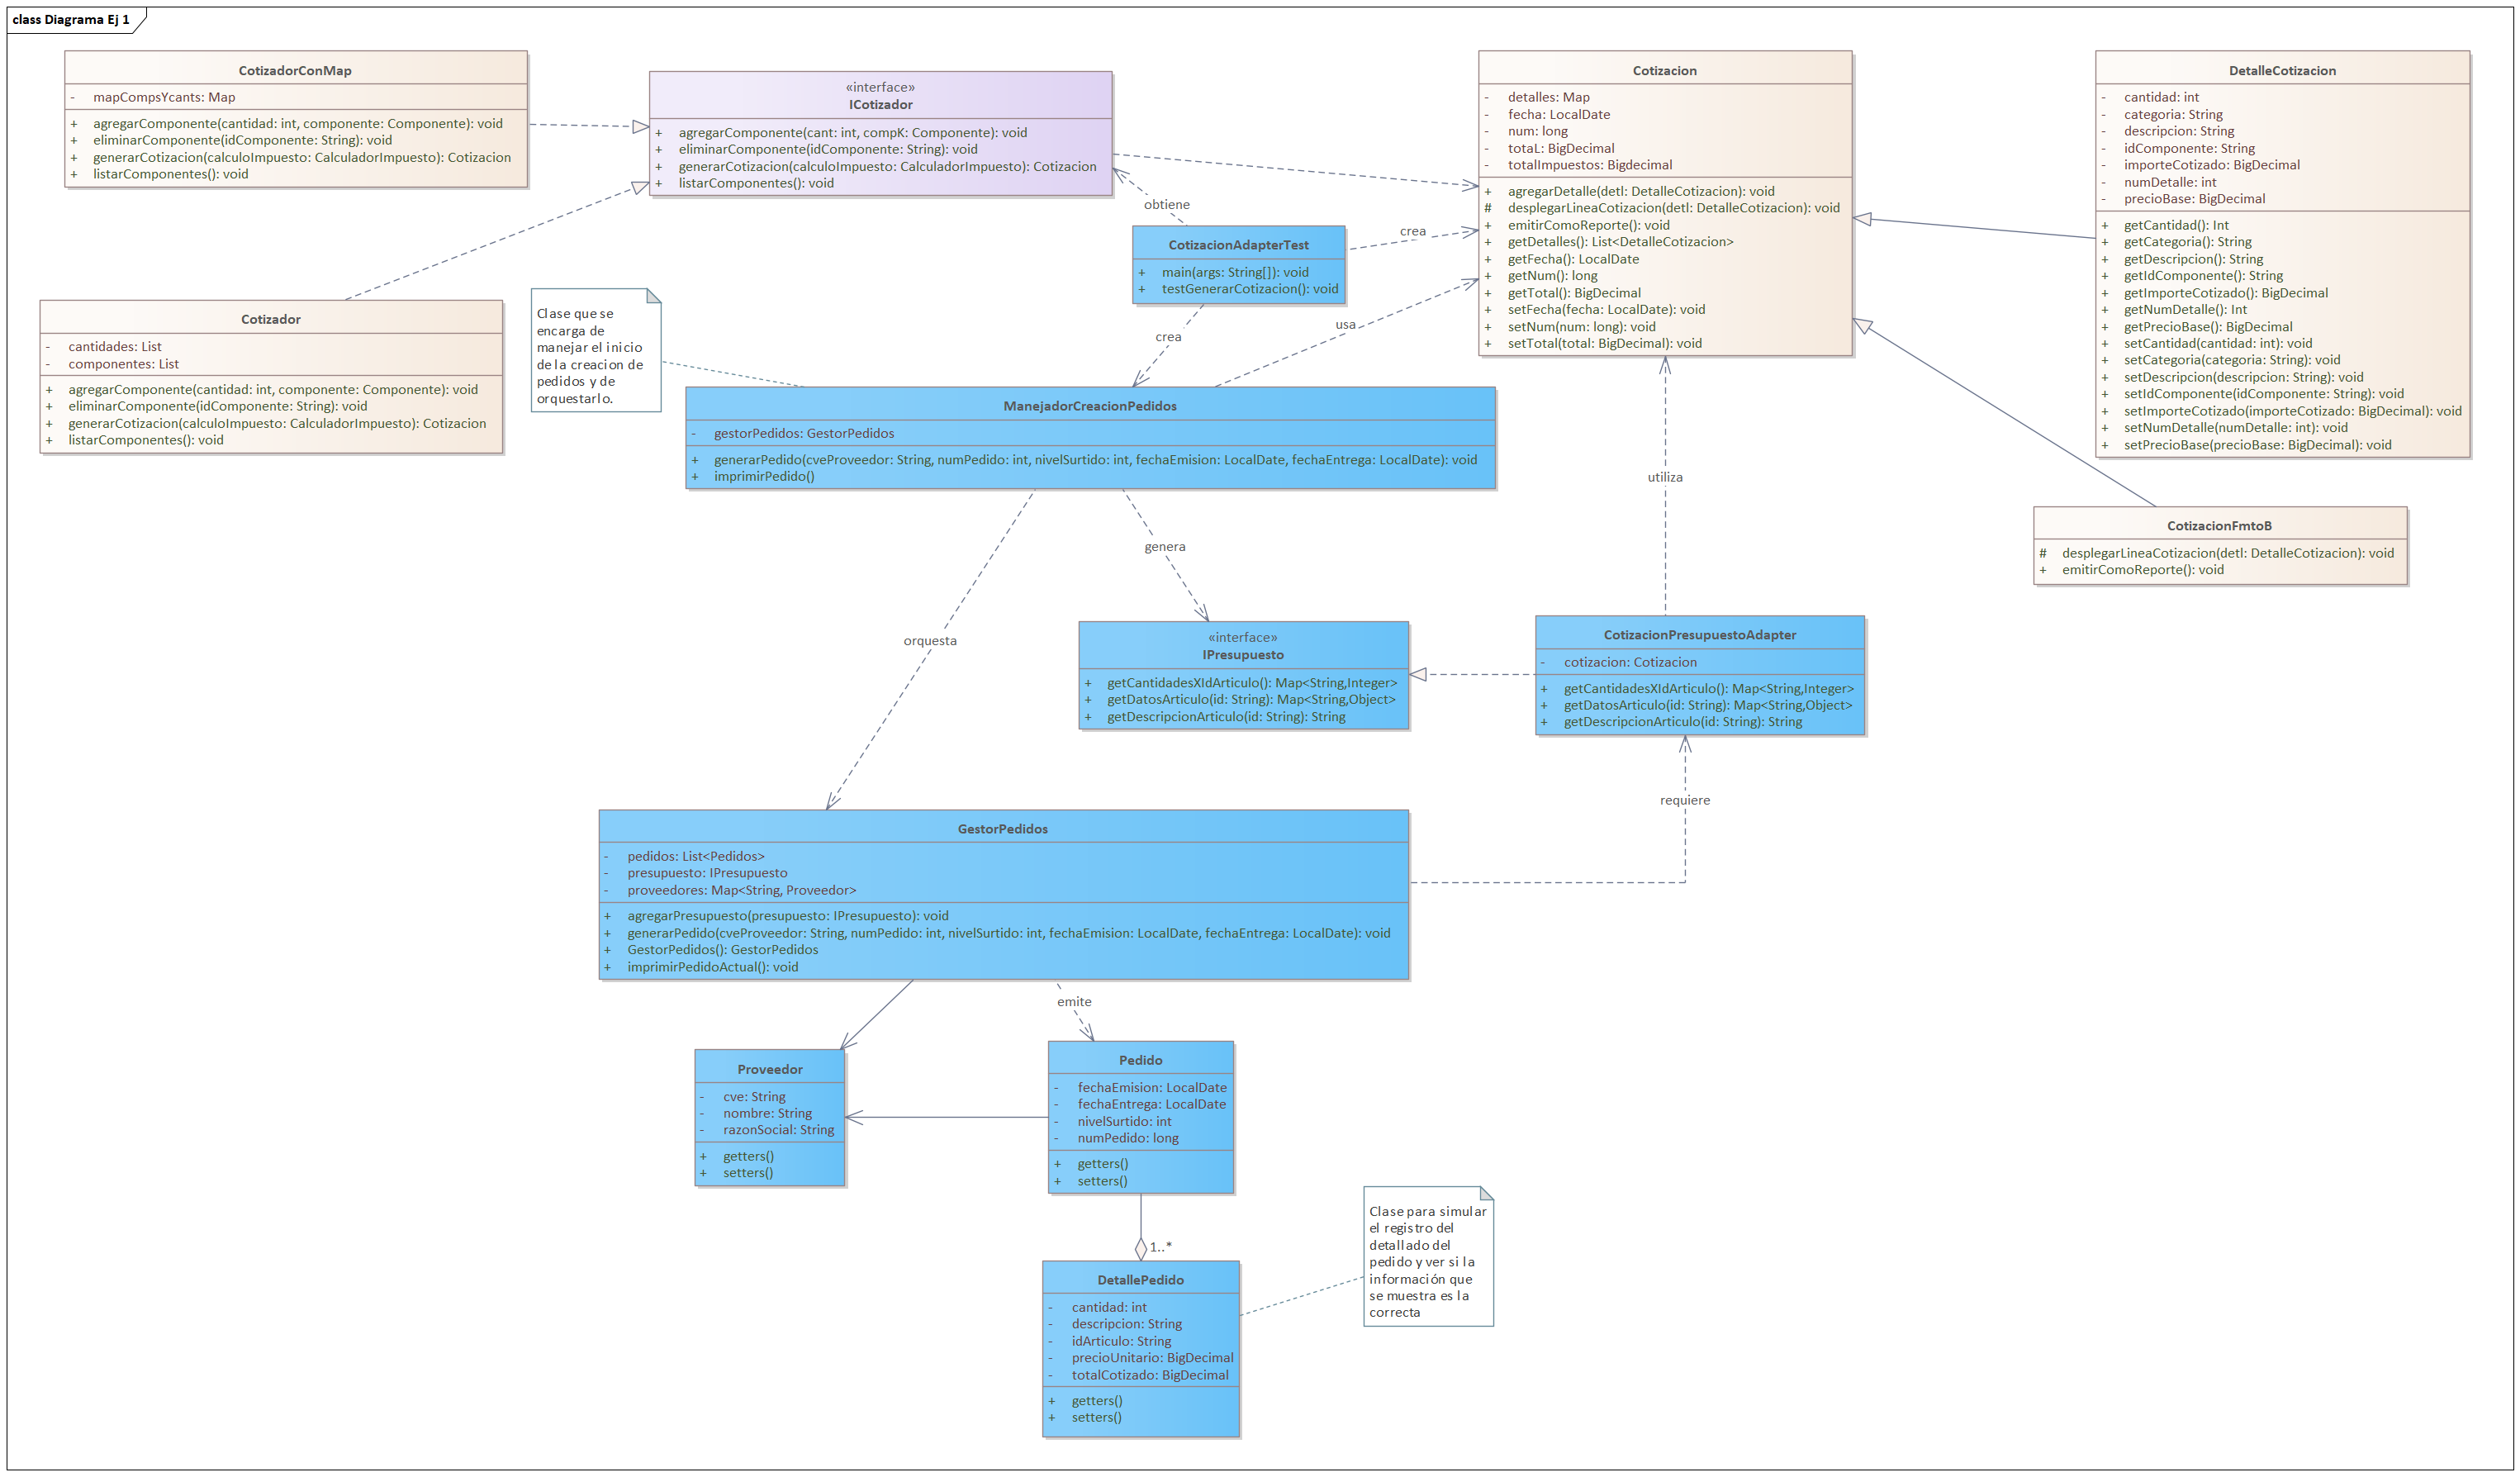 class Diagrama Ej 1
CotizadorConMap
- mapCompsYcants: Map
+ agregarComponente(cantidad: int, componente: Componente): void
+ eliminarComponente(idComponente: String): void
+ generarCotizacion(calculoImpuesto: CalculadorImpuesto): Cotizacion
+ listarComponentes(): void
«interface»
ICotizador
+ agregarComponente(cant: int, compK: Componente): void
+ eliminarComponente(idComponente: String): void
+ generarCotizacion(calculoImpuesto: CalculadorImpuesto): Cotizacion
+ listarComponentes(): void
Cotizacion
- detalles: Map
- fecha: LocalDate
- num: long
- totaL: BigDecimal
- totalImpuestos: Bigdecimal
+ agregarDetalle(detl: DetalleCotizacion): void
# desplegarLineaCotizacion(detl: DetalleCotizacion): void
+ emitirComoReporte(): void
+ getDetalles(): List<DetalleCotizacion>
+ getFecha(): LocalDate
+ getNum(): long
+ getTotal(): BigDecimal
+ setFecha(fecha: LocalDate): void
+ setNum(num: long): void
+ setTotal(total: BigDecimal): void
DetalleCotizacion
- cantidad: int
- categoria: String
- descripcion: String
- idComponente: String
- importeCotizado: BigDecimal
- numDetalle: int
- precioBase: BigDecimal
+ getCantidad(): Int
+ getCategoria(): String
+ getDescripcion(): String
+ getIdComponente(): String
+ getImporteCotizado(): BigDecimal
+ getNumDetalle(): Int
+ getPrecioBase(): BigDecimal
+ setCantidad(cantidad: int): void
+ setCategoria(categoria: String): void
+ setDescripcion(descripcion: String): void
+ setIdComponente(idComponente: String): void
+ setImporteCotizado(importeCotizado: BigDecimal): void
+ setNumDetalle(numDetalle: int): void
+ setPrecioBase(precioBase: BigDecimal): void
obtiene
CotizacionAdapterTest
+ main(args: String[]): void
+ testGenerarCotizacion(): void
crea
crea
usa
Cotizador
- cantidades: List
- componentes: List
+ agregarComponente(cantidad: int, componente: Componente): void
+ eliminarComponente(idComponente: String): void
+ generarCotizacion(calculoImpuesto: CalculadorImpuesto): Cotizacion
+ listarComponentes(): void
Clase que se
encarga de
manejar el inicio
de la creacion de
pedidos y de
orquestarlo.
ManejadorCreacionPedidos
- gestorPedidos: GestorPedidos
+ generarPedido(cveProveedor: String, numPedido: int, nivelSurtido: int, fechaEmision: LocalDate, fechaEntrega: LocalDate): void
+ imprimirPedido()
utiliza
CotizacionFmtoB
# desplegarLineaCotizacion(detl: DetalleCotizacion): void
+ emitirComoReporte(): void
genera
orquesta
«interface»
IPresupuesto
+ getCantidadesXIdArticulo(): Map<String,Integer>
+ getDatosArticulo(id: String): Map<String,Object>
+ getDescripcionArticulo(id: String): String
CotizacionPresupuestoAdapter
- cotizacion: Cotizacion
+ getCantidadesXIdArticulo(): Map<String,Integer>
+ getDatosArticulo(id: String): Map<String,Object>
+ getDescripcionArticulo(id: String): String
requiere
GestorPedidos
- pedidos: List<Pedidos>
- presupuesto: IPresupuesto
- proveedores: Map<String, Proveedor>
+ agregarPresupuesto(presupuesto: IPresupuesto): void
+ generarPedido(cveProveedor: String, numPedido: int, nivelSurtido: int, fechaEmision: LocalDate, fechaEntrega: LocalDate): void
+ GestorPedidos(): GestorPedidos
+ imprimirPedidoActual(): void
emite
Proveedor
- cve: String
- nombre: String
- razonSocial: String
+ getters()
+ setters()
Pedido
- fechaEmision: LocalDate
- fechaEntrega: LocalDate
- nivelSurtido: int
- numPedido: long
+ getters()
+ setters()
1..*
DetallePedido
- cantidad: int
- descripcion: String
- idArticulo: String
- precioUnitario: BigDecimal
- totalCotizado: BigDecimal
+ getters()
+ setters()
Clase para simular
el registro del
detallado del
pedido y ver si la
información que
se muestra es la
correcta